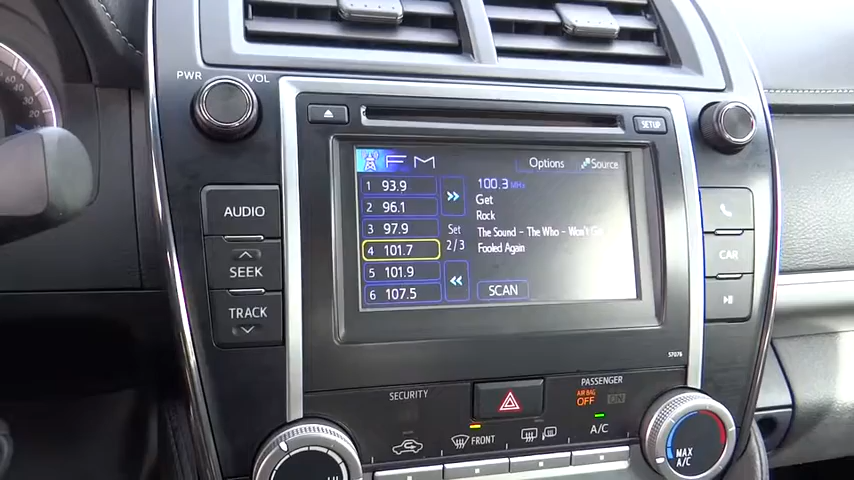 PWR
VOL
SETUP
FM
Options
Source
1 93.9
2 96.1
3 97.9
4 101.7
5 101.9
6 107.5
Set
2/3
100.3 MHz
Get
Rock
The Sound - The Who - Won't Get
Fooled Again
SCAN
AUDIO
SEEK
TRACK
CAR
57076
SECURITY
PASSENGER
AIR BAG
OFF
ON
FRONT
A/C
MAX
A/C